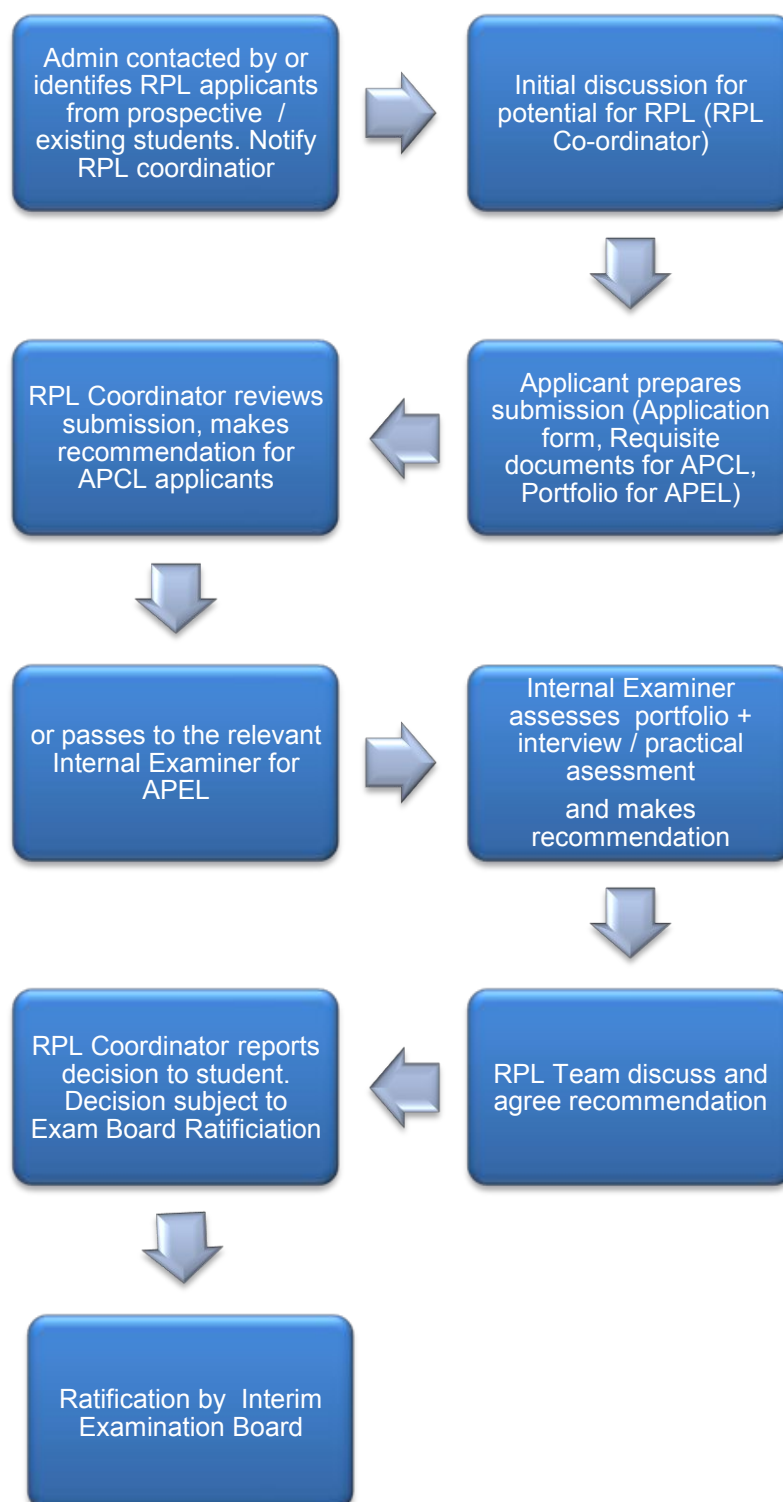 Admin contacted by or
identifes RPL applicants
from prospective /
existing students. Notify
RPL coordinatior
Initial discussion for
potential for RPL (RPL
Co-ordinator)
Applicant prepares
submission (Application
form, Requisite
documents for APCL,
Portfolio for APEL)
RPL Coordinator reviews
submission, makes
recommendation for
APCL applicants
or passes to the relevant
Internal Examiner for
APEL
Internal Examiner
assesses portfolio +
interview / practical
asessment
and makes
recommendation
RPL Team discuss and
agree recommendation
RPL Coordinator reports
decision to student.
Decision subject to
Exam Board Ratificiation
Ratification by Interim
Examination Board